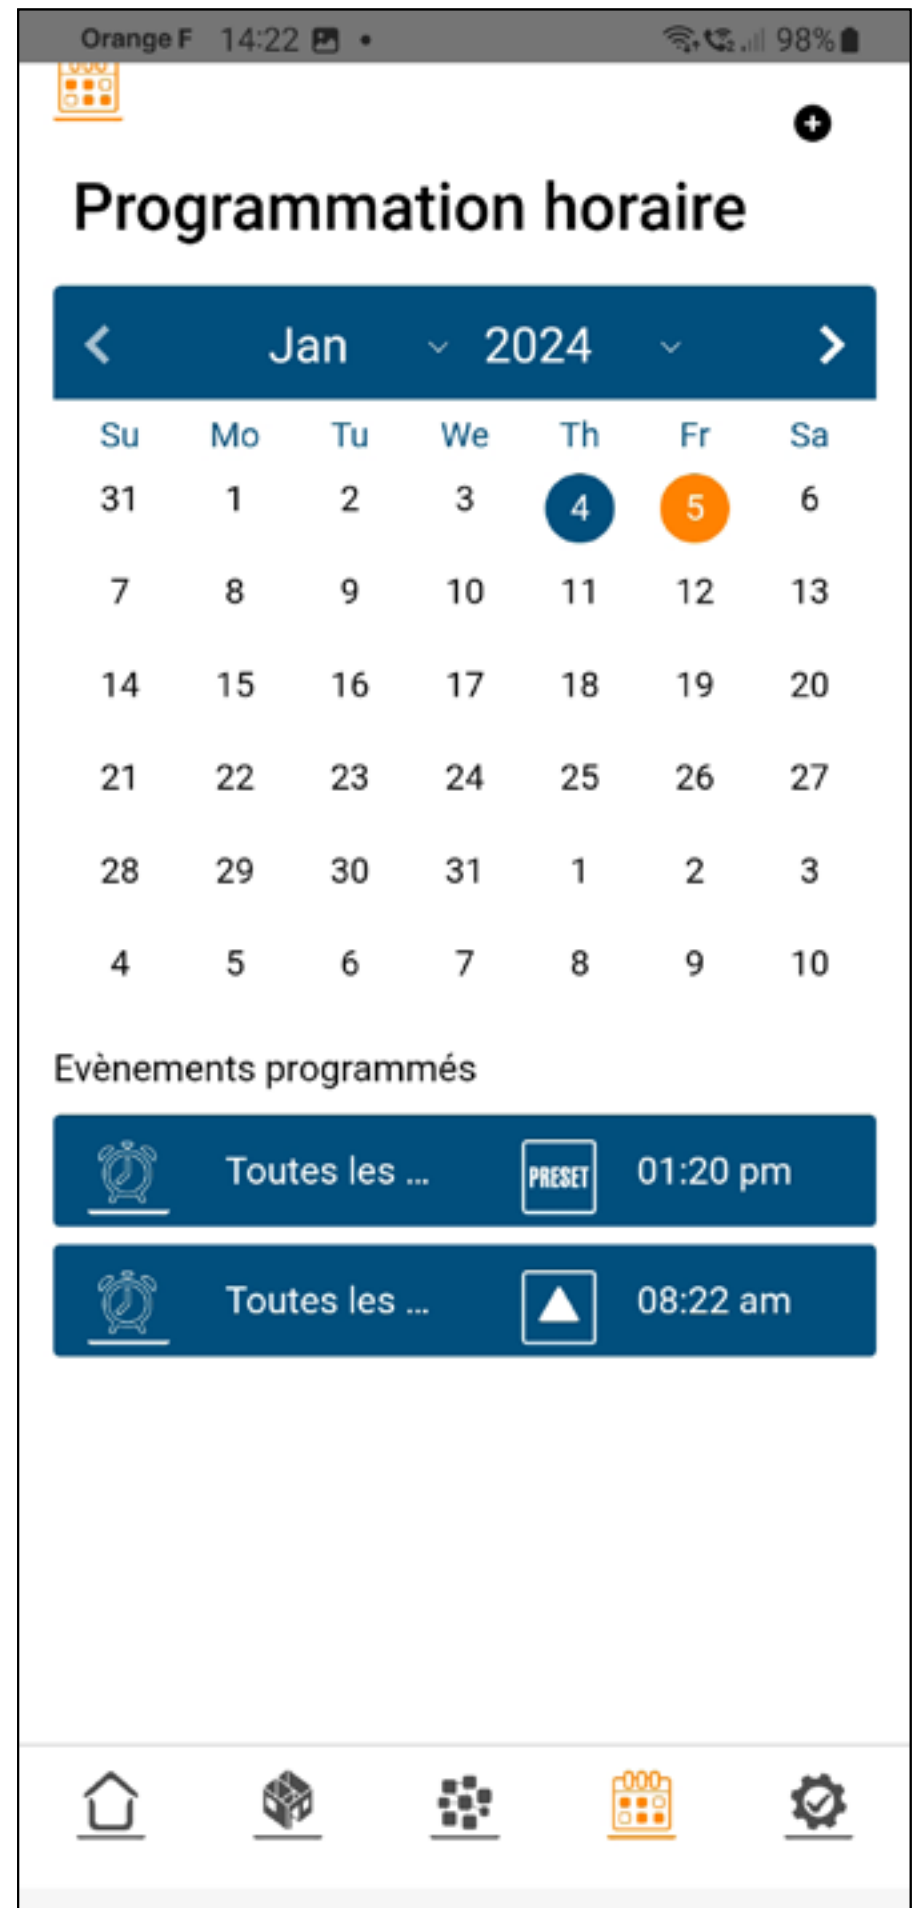 Orange F 14:22 98%
Programmation horaire
Jan 2024
Su Mo Tu We Th Fr Sa
31 1 2 3 4 5 6
7 8 9 10 11 12 13
14 15 16 17 18 19 20
21 22 23 24 25 26 27
28 29 30 31 1 2 3
4 5 6 7 8 9 10
Evènements programmés
Toutes les ... PRESET 01:20 pm
Toutes les ... 08:22 am